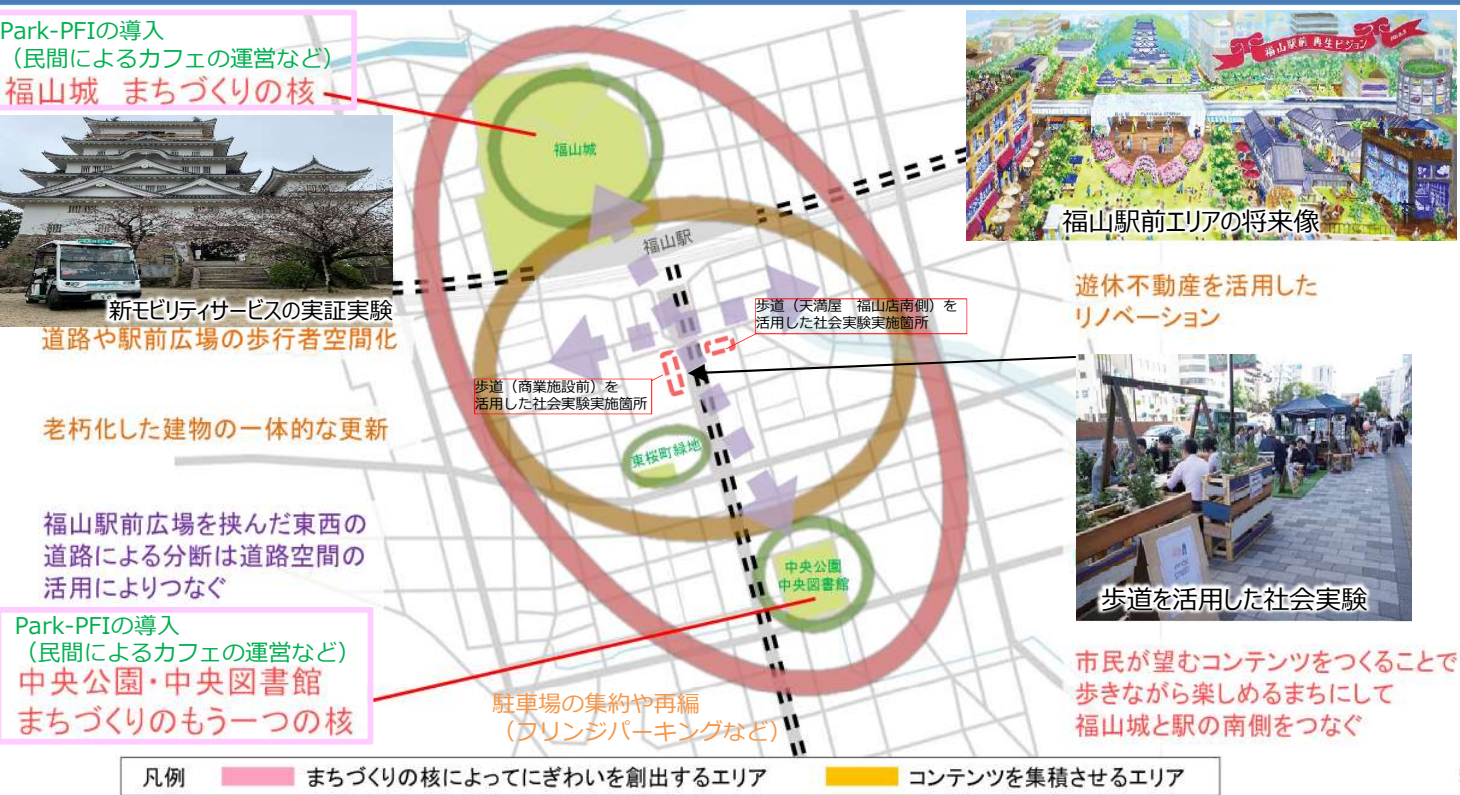 Park-PFIの導入
（民間によるカフェの運営など）
福山城 まちづくりの核
新モビリティサービスの実証実験
道路や駅前広場の歩行者空間化
老朽化した建物の一体的な更新
福山駅前広場を挟んだ東西の
道路による分断は道路空間の
活用によりつなぐ
Park-PFIの導入
（民間によるカフェの運営など）
中央公園・中央図書館
まちづくりのもう一つの核
福山城
福山駅
歩道（天満屋 福山店南側）を
活用した社会実験実施箇所
歩道（商業施設前）を
活用した社会実験実施箇所
東桜町緑地
中央公園
中央図書館
駐車場の集約や再編
（フリンジパーキングなど）
福山駅前 再生ビジョン
福山駅前エリアの将来像
遊休不動産を活用した
リノベーション
歩道を活用した社会実験
市民が望むコンテンツをつくることで
歩きながら楽しめるまちにして
福山城と駅の南側をつなぐ
凡例 まちづくりの核によってにぎわいを創出するエリア コンテンツを集積させるエリア